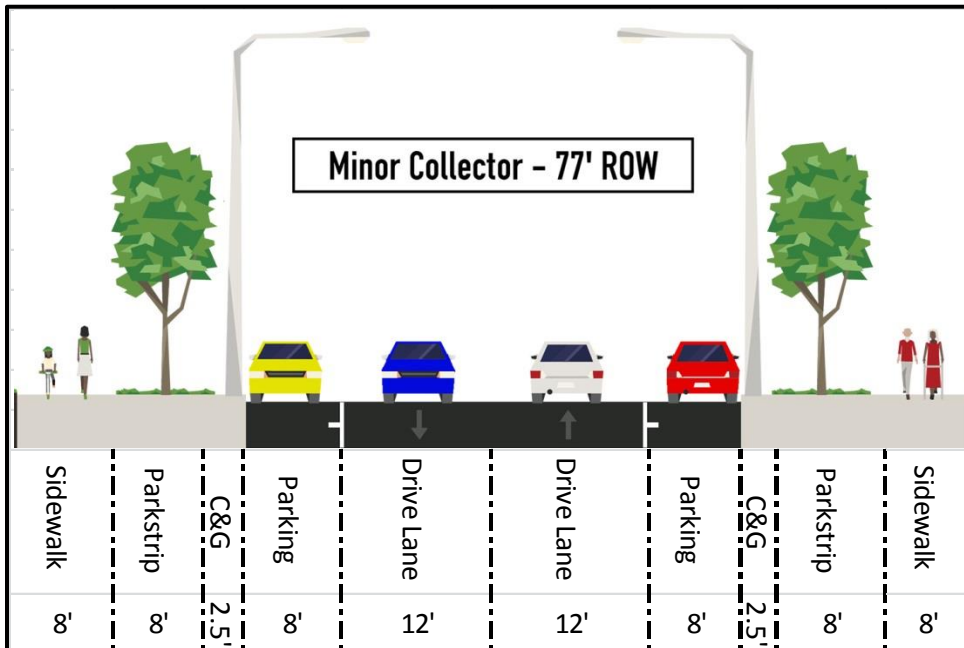 Minor Collector - 77' ROW
Sidewalk
Parkstrip
C&G
Parking
Drive Lane
Drive Lane
Parking
C&G
Parkstrip
Sidewalk
8'
8'
2.5'
8'
12'
12'
8'
2.5'
8'
8'